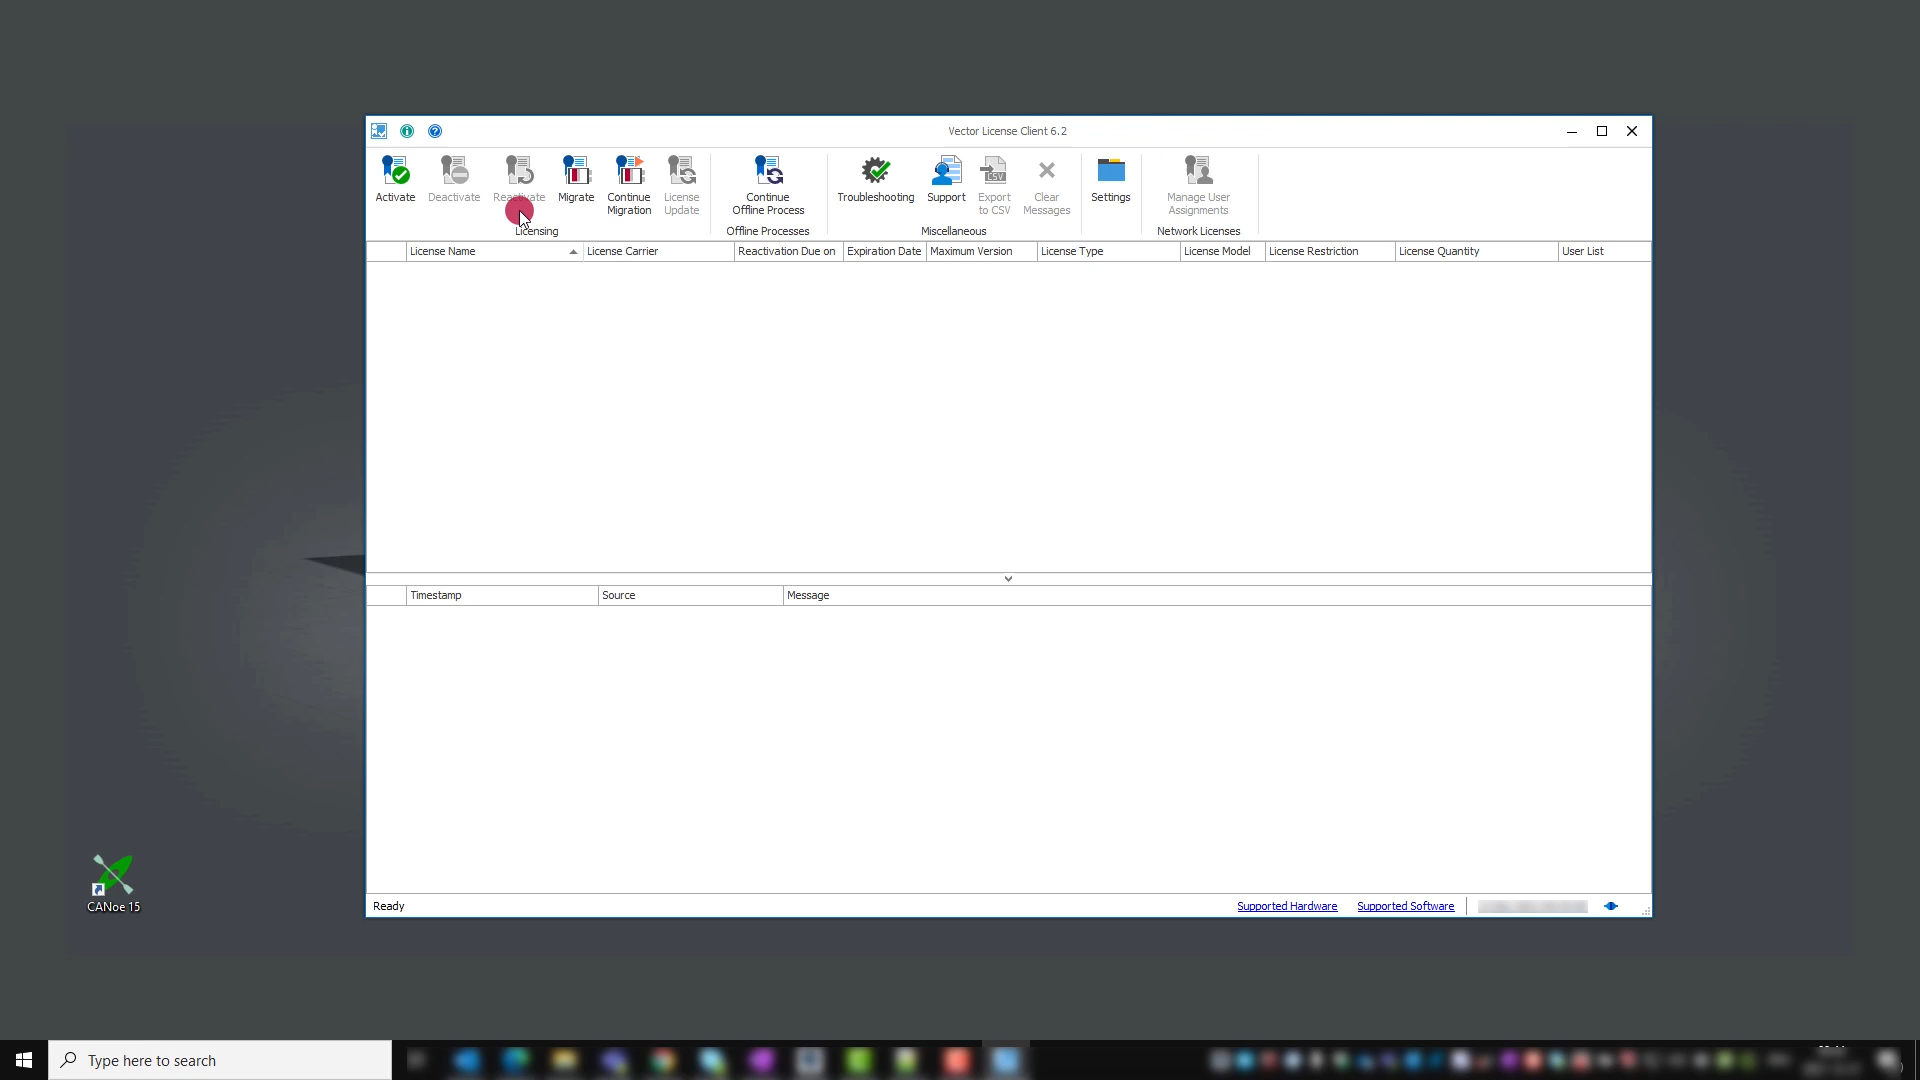 Vector License Client 6.2
Activate
Deactivate
Reactivate
Migrate
Continue
Migration
License
Update
Licensing
Continue
Offline Process
Offline Processes
Troubleshooting
Support
Export
to CSV
CSV
Clear
Messages
Miscellaneous
Settings
Manage User
Assignments
Network Licenses
License Name
License Carrier
Reactivation Due on
Expiration Date
Maximum Version
License Type
License Model
License Restriction
License Quantity
User List
Timestamp
Source
Message
Ready
Supported Hardware
Supported Software
CANoe 15
Type here to search